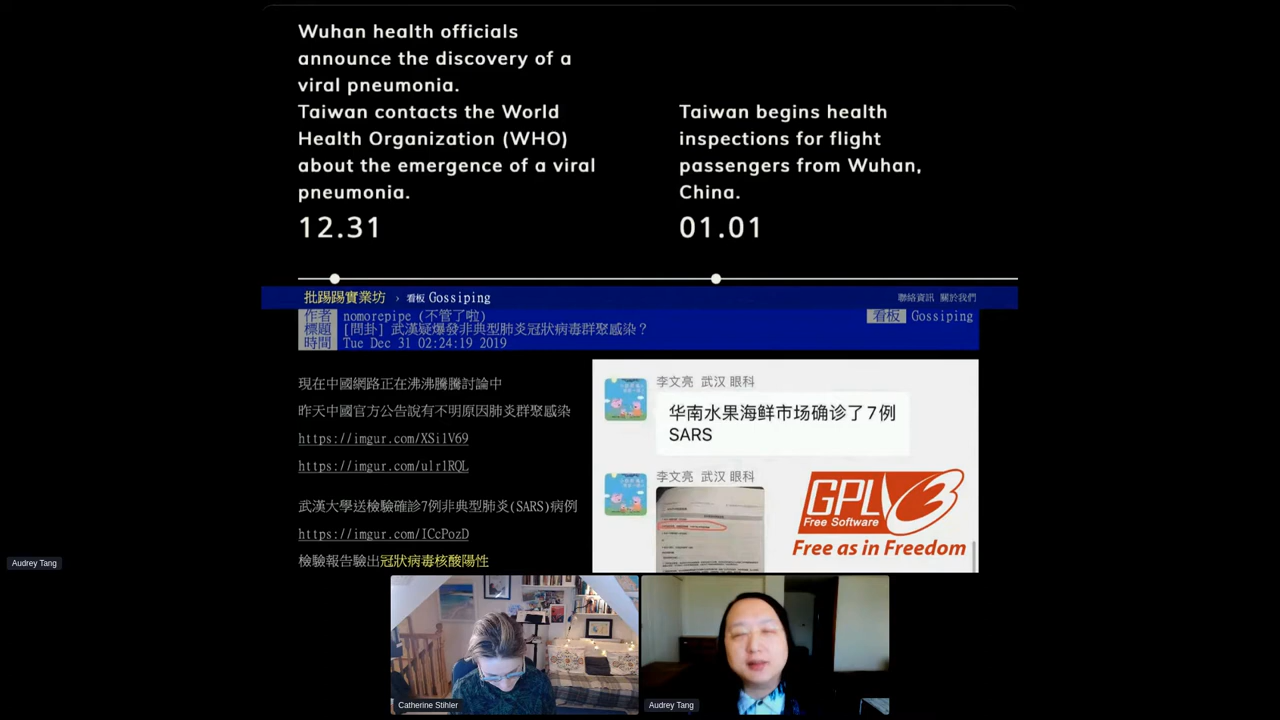 Wuhan health officials
announce the discovery of a
viral pneumonia.
Taiwan contacts the World
Health Organization (WHO)
about the emergence of a viral
pneumonia.
12.31
Taiwan begins health
inspections for flight
passengers from Wuhan,
China.
01.01
批踢踢實業坊 › 看板 Gossiping
聯絡資訊 關於我們
作者 nomorepipe (不管了啦)
看板 Gossiping
標題 [問卦] 武漢疑爆發非典型肺炎冠狀病毒群聚感染？
時間 Tue Dec 31 02:24:19 2019
現在中國網路正在沸沸騰騰討論中
昨天中國官方公告說有不明原因肺炎群聚感染
https://imgur.com/XSi1V69
https://imgur.com/u1r1RQL
武漢大學送檢驗確診7例非典型肺炎(SARS)病例
https://imgur.com/ICcPozD
檢驗報告驗出冠狀病毒核酸陽性
李文亮 武汉 眼科
华南水果海鲜市场确诊了7例
SARS
李文亮 武汉 眼科
GPLv3
Free Software
Free as in Freedom
Audrey Tang
Catherine Stihler
Audrey Tang